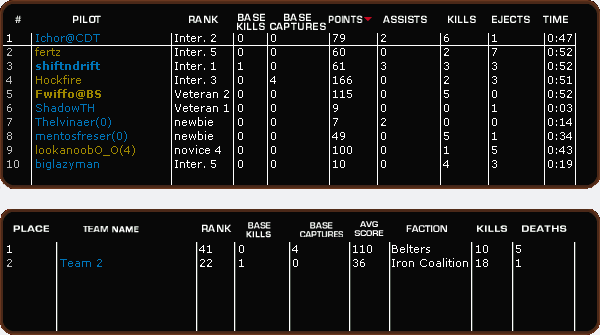 # PILOT RANK BASE KILLS BASE CAPTURES POINTS ASSISTS KILLS EJECTS TIME
1 Ichor@CDT Inter. 2 0 0 79 2 6 1 0:47
2 fertz Inter. 5 0 0 60 0 2 7 0:52
3 shiftndrift Inter. 1 1 0 61 3 3 3 0:52
4 Hockfire Inter. 3 0 4 166 0 2 3 0:51
5 Fwiffo@BS Veteran 2 0 0 115 0 5 0 0:52
6 ShadowTH Veteran 1 0 0 9 0 0 1 0:03
7 Thelvinaer(0) newbie 0 0 7 2 0 0 0:14
8 mentosfreser(0) newbie 0 0 49 0 5 1 0:34
9 lookanoobO_O(4) novice 4 0 0 100 0 1 5 0:43
10 biglazyman Inter. 5 0 0 10 0 4 3 0:19
PLACE TEAM NAME RANK BASE KILLS BASE CAPTURES AVG SCORE FACTION KILLS DEATHS
1 41 0 4 110 Belters 10 5
2 Team 2 22 1 0 36 Iron Coalition 18 1